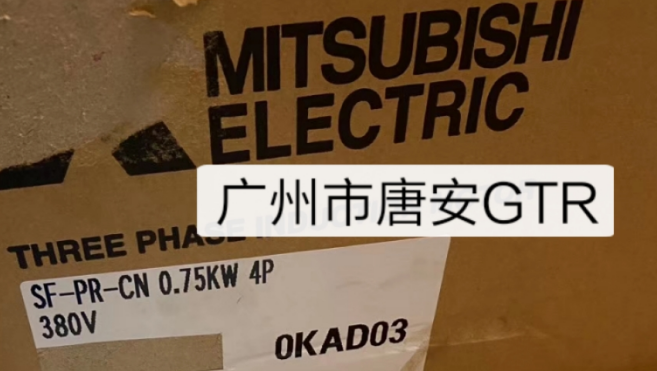 MITSUBISHI
ELECTRIC
广州市唐安GTR
THREE PHASE INDUC
SF-PR-CN 0.75KW 4P
380V
0KAD03